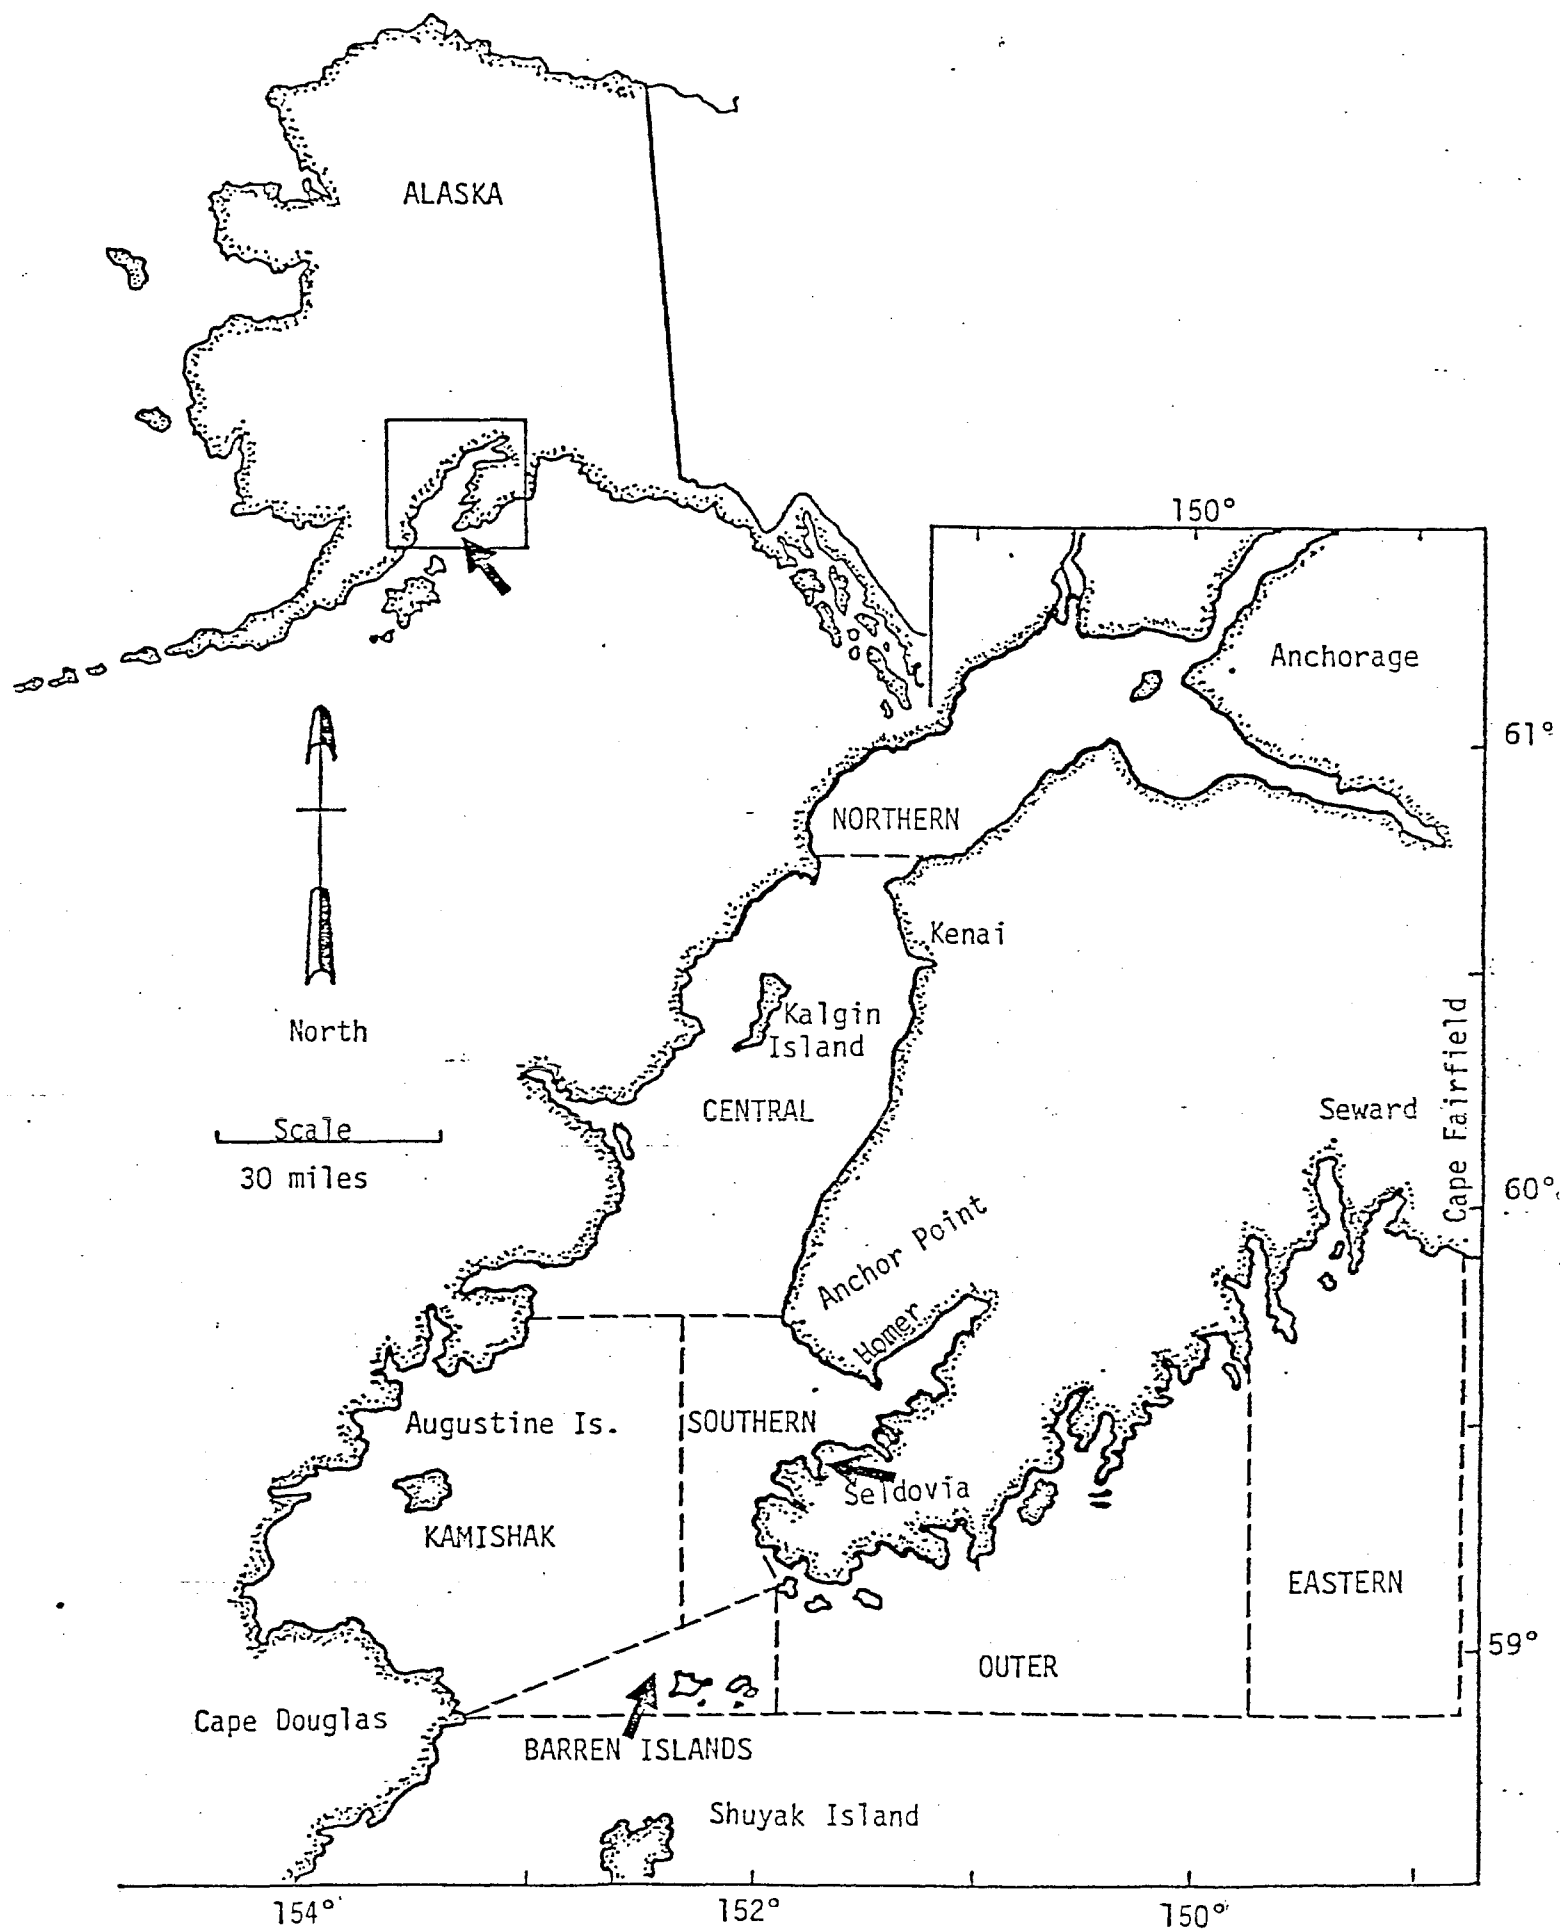 ALASKA
150°
Anchorage
61°
NORTHERN
Kenai
North
Kalgin
Island
CENTRAL
Scale
30 miles
Seward
Cape Fairfield
60°
Anchor Point
Homer
Augustine Is.
SOUTHERN
Seldovia
KAMISHAK
EASTERN
59°
OUTER
Cape Douglas
BARREN ISLANDS
Shuyak Island
154°
152°
150°